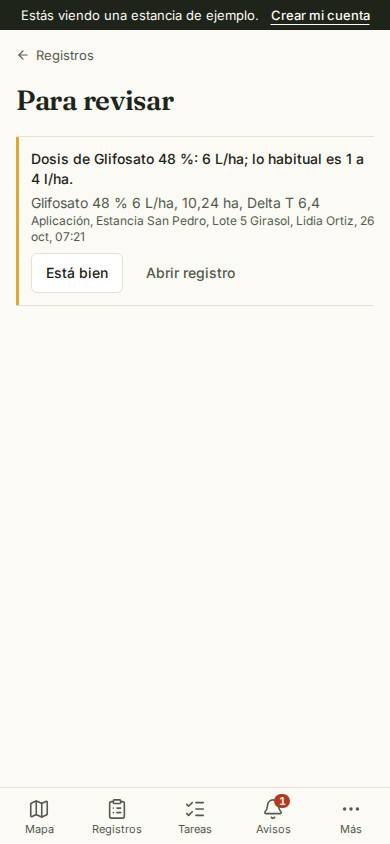 Estás viendo una estancia de ejemplo. Crear mi cuenta
← Registros
Para revisar
Dosis de Glifosato 48 %: 6 L/ha; lo habitual es 1 a
4 l/ha.
Glifosato 48 % 6 L/ha, 10,24 ha, Delta T 6,4
Aplicación, Estancia San Pedro, Lote 5 Girasol, Lidia Ortiz, 26
oct, 07:21
Está bien Abrir registro
1
Mapa Registros Tareas Avisos Más